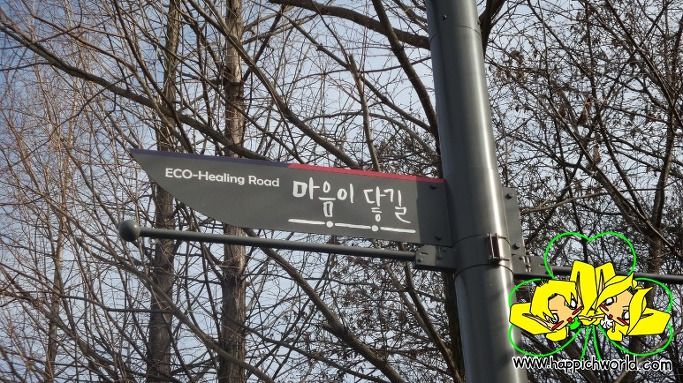 ECO-Healing Road 마음이 닿길
www.happichworld.com